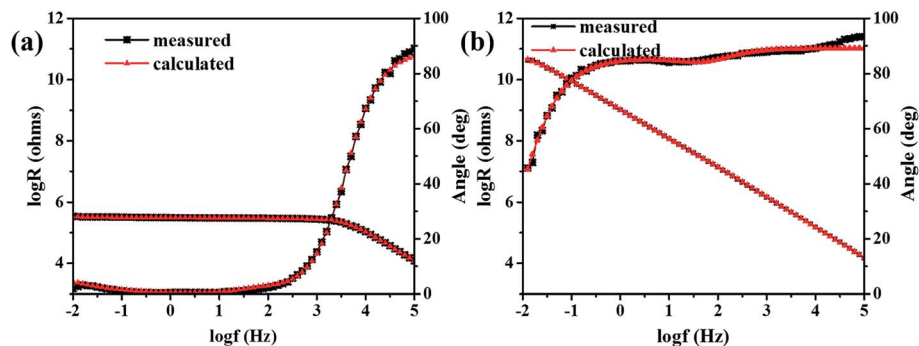 (a)
measured
calculated
12
10
8
6
4
logR (ohms)
100
80
60
40
20
0
Angle (deg)
-2 -1 0 1 2 3 4 5
logf (Hz)
(b)
measured
calculated
12
10
8
6
4
logR (ohms)
100
80
60
40
20
0
Angle (deg)
-2 -1 0 1 2 3 4 5
logf (Hz)